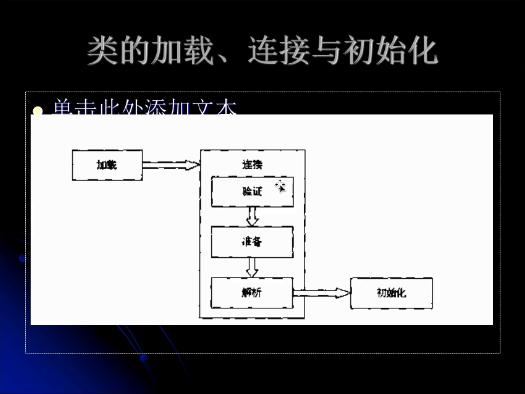 类的加载、连接与初始化
单击此处添加文本
加载
连接
验证
准备
解析
初始化